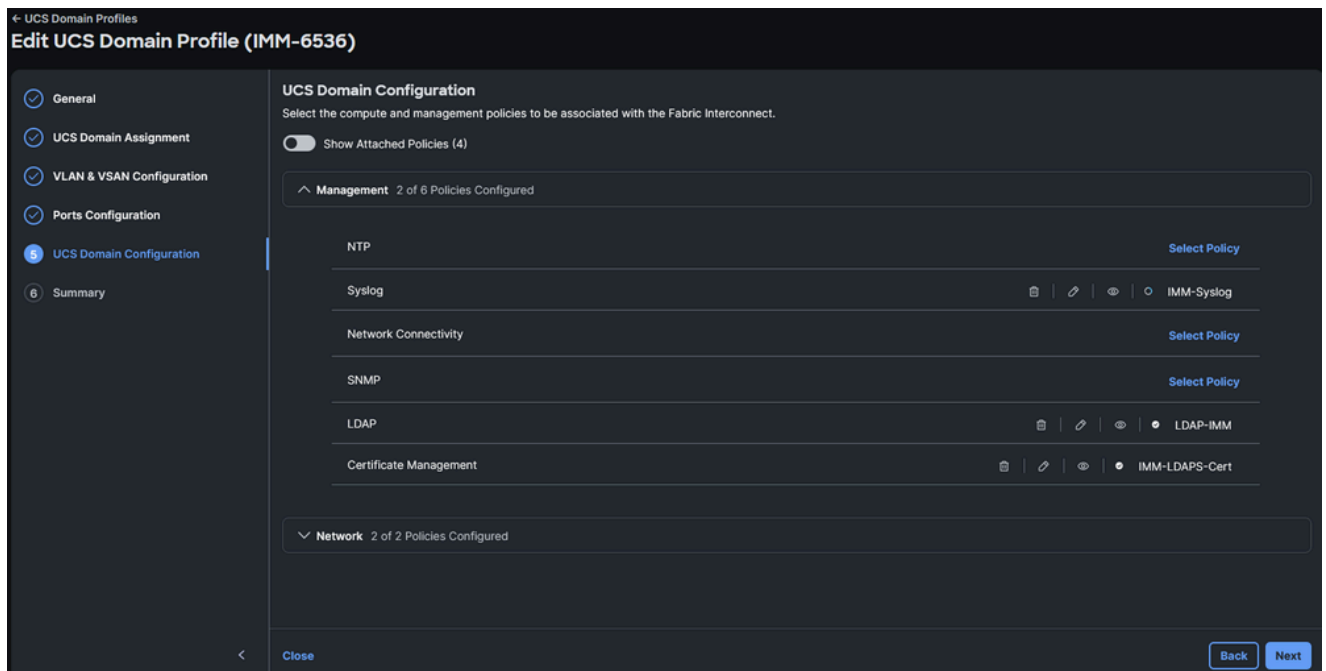 ← UCS Domain Profiles
Edit UCS Domain Profile (IMM-6536)
General
UCS Domain Assignment
VLAN & VSAN Configuration
Ports Configuration
5 UCS Domain Configuration
6 Summary
UCS Domain Configuration
Select the compute and management policies to be associated with the Fabric Interconnect.
Show Attached Policies (4)
Management 2 of 6 Policies Configured
NTP Select Policy
Syslog IMM-Syslog
Network Connectivity Select Policy
SNMP Select Policy
LDAP LDAP-IMM
Certificate Management IMM-LDAPS-Cert
Network 2 of 2 Policies Configured
Close Back Next